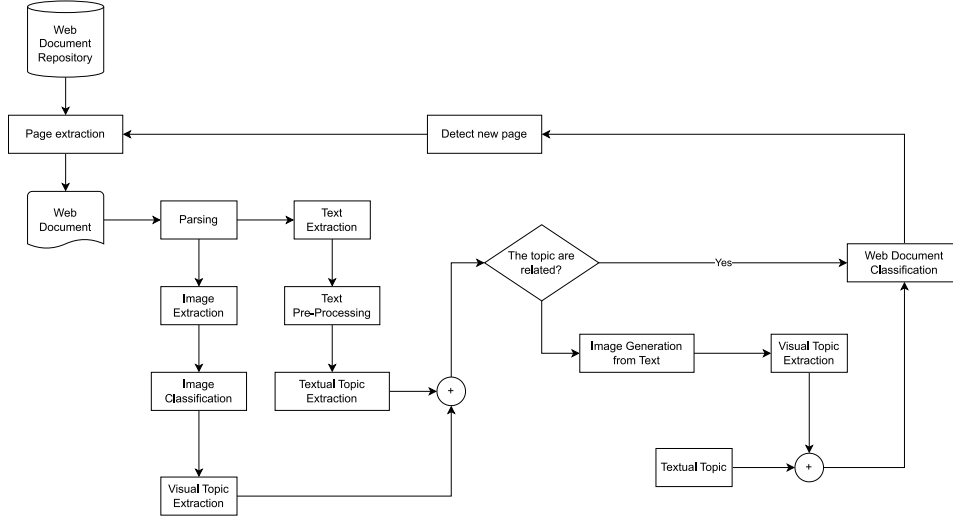 Web
Document
Repository
Page extraction
Detect new page
Web
Document
Parsing
Text
Extraction
The topic are
related?
Yes
Web Document
Classification
Image
Extraction
Text
Pre-Processing
Image Generation
from Text
Visual Topic
Extraction
Image
Classification
Textual Topic
Extraction
+
Textual Topic
+
Visual Topic
Extraction